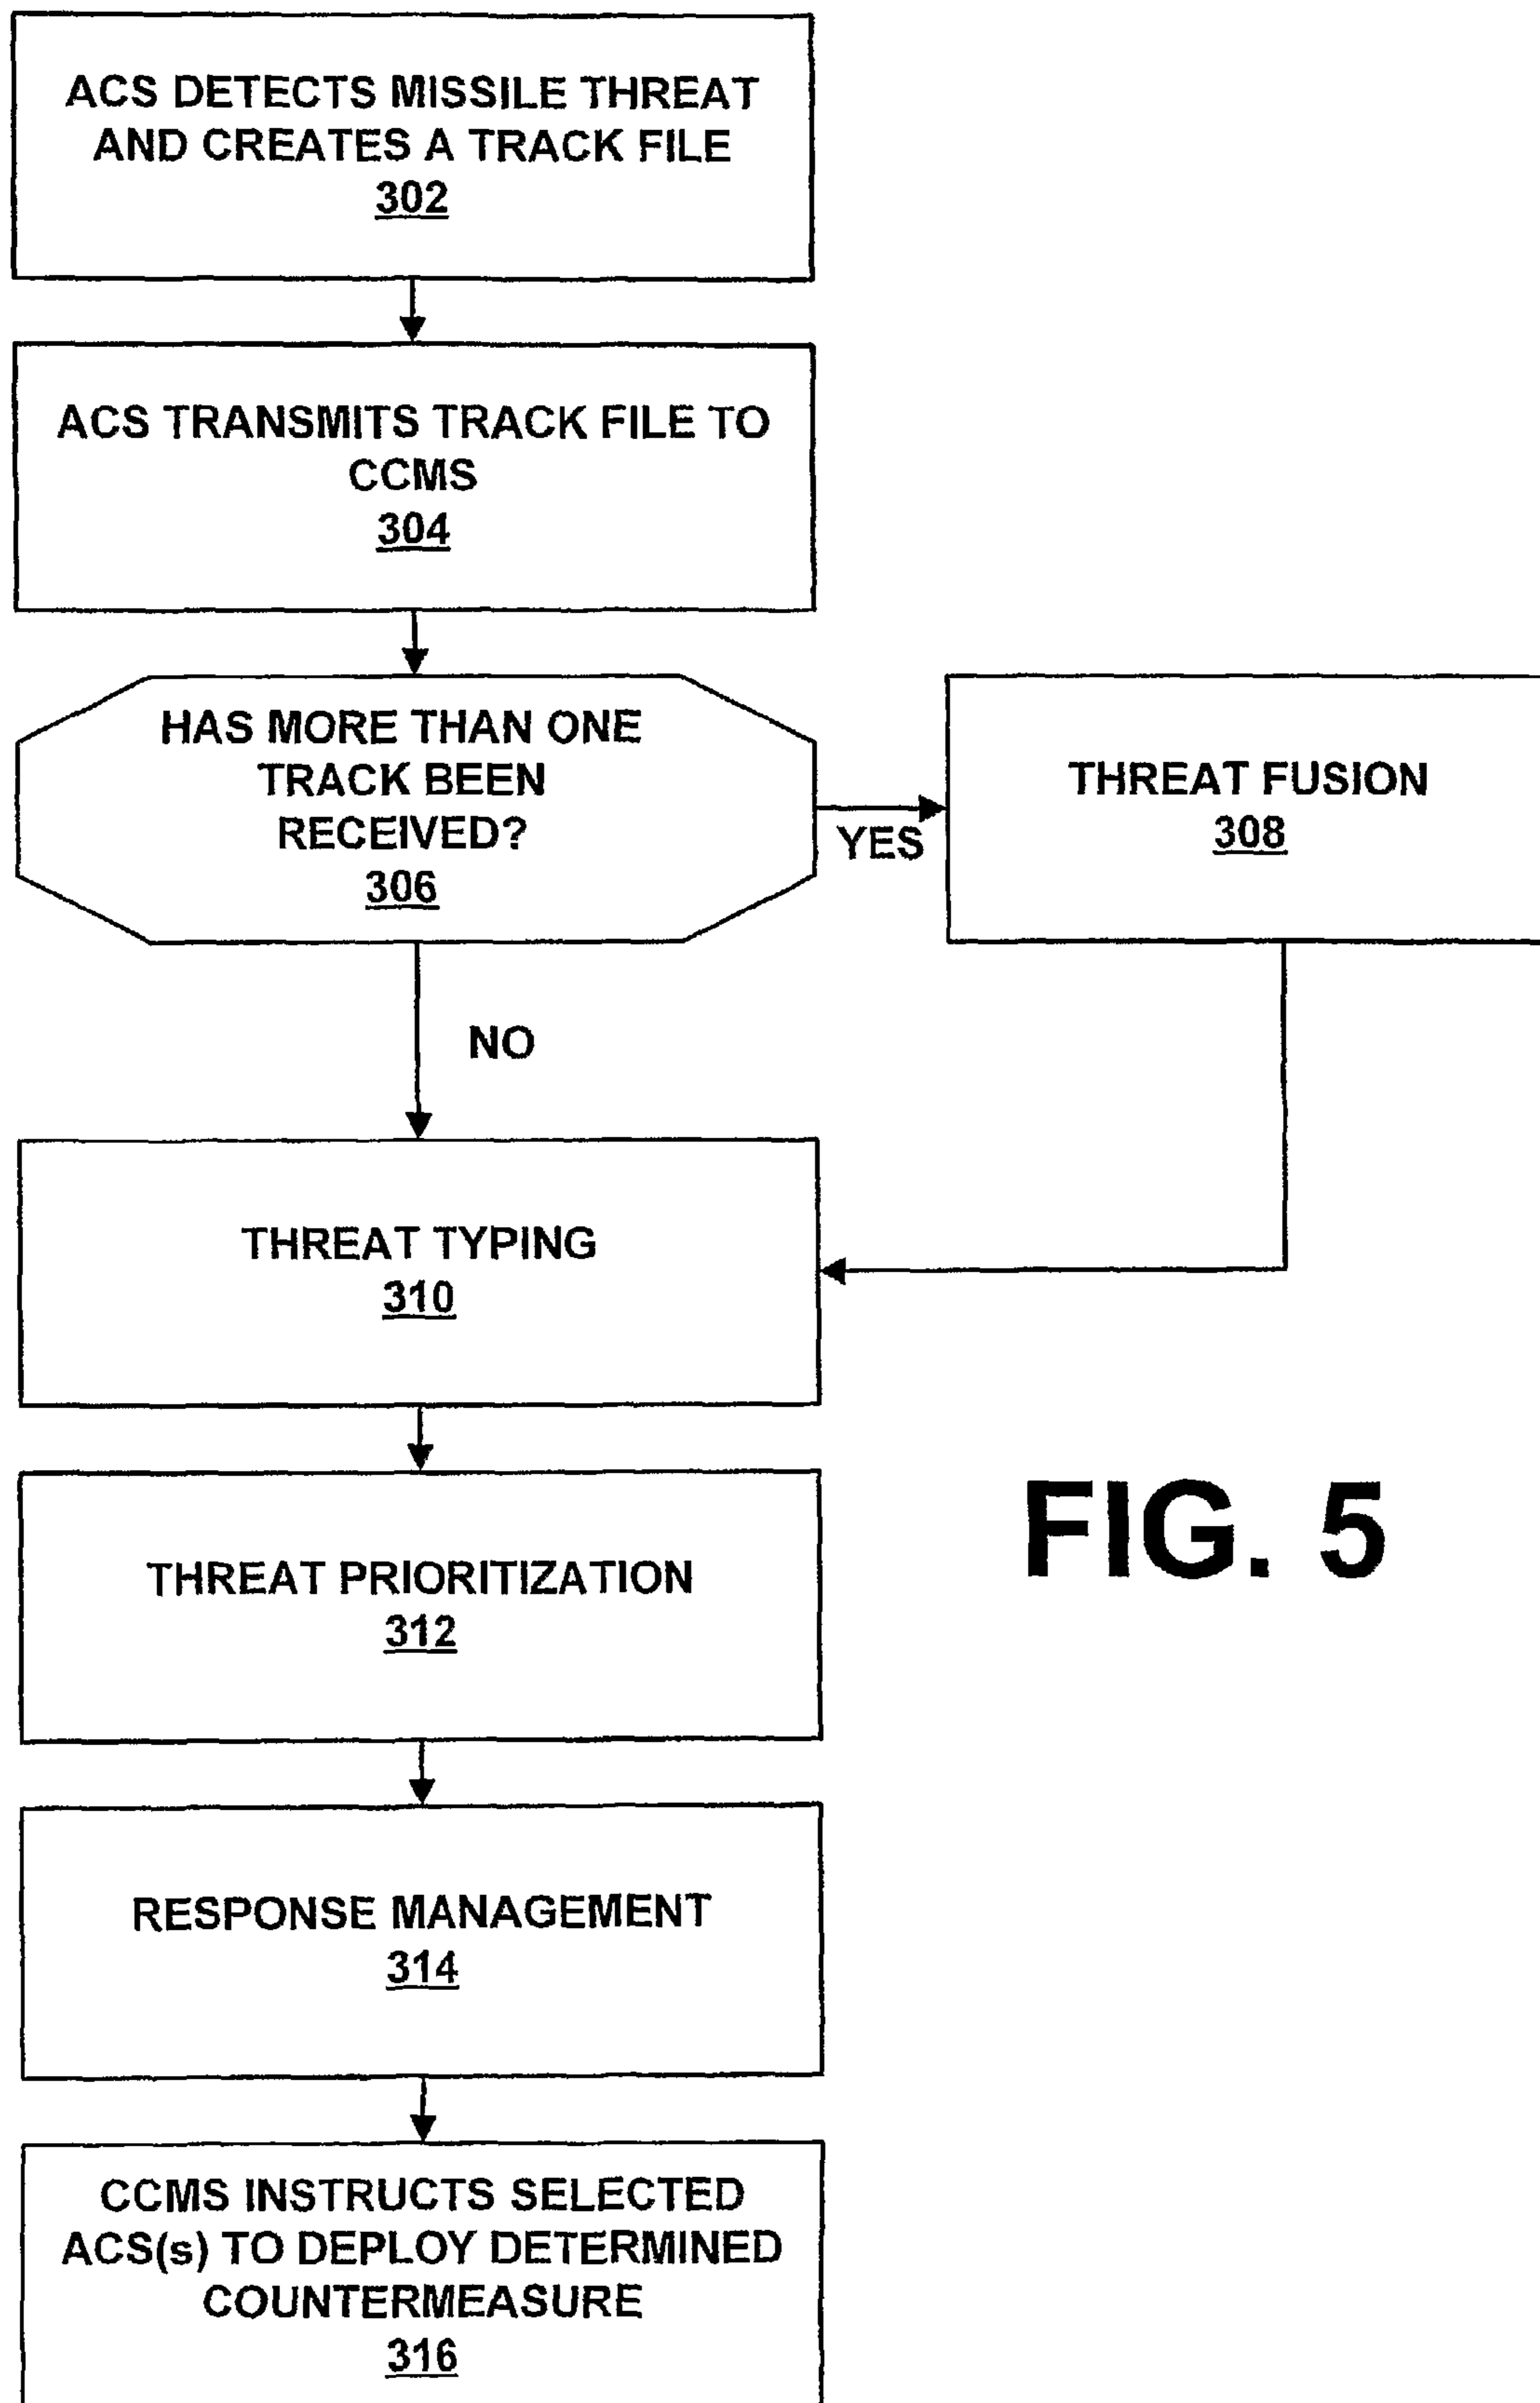 ACS DETECTS MISSILE THREAT
AND CREATES A TRACK FILE
302
ACS TRANSMITS TRACK FILE TO
CCMS
304
HAS MORE THAN ONE
TRACK BEEN
RECEIVED?
306
YES
THREAT FUSION
308
NO
THREAT TYPING
310
THREAT PRIORITIZATION
312
FIG. 5
RESPONSE MANAGEMENT
314
CCMS INSTRUCTS SELECTED
ACS(s) TO DEPLOY DETERMINED
COUNTERMEASURE
316